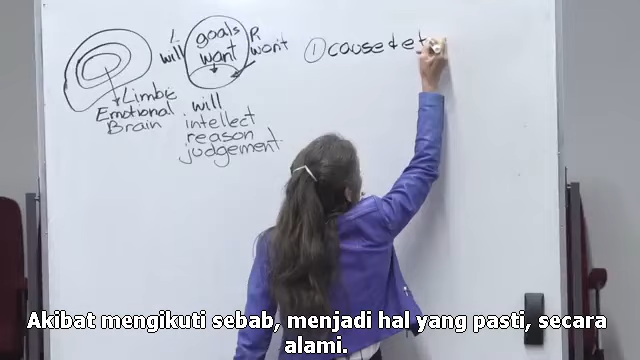 L
will
goals
want
R
won't
Limbic
Emotional
Brain
will
intellect
reason
judgement
① cause & e
Akibat mengikuti sebab, menjadi hal yang pasti, secara
alami.